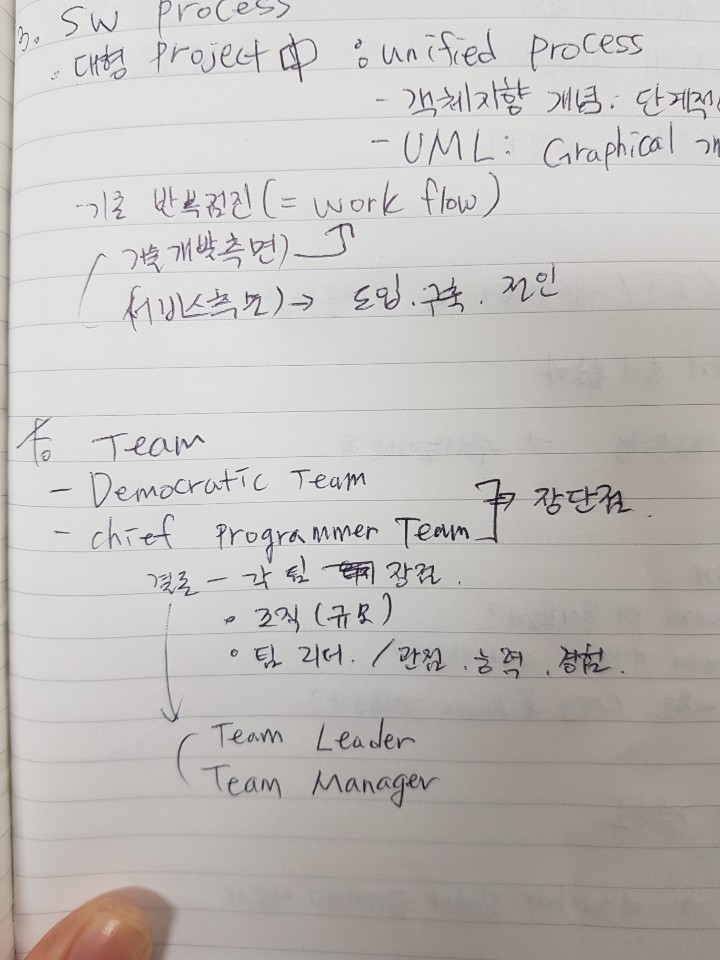 3. SW process
· 대형 project 中 : unified process
- 객체지향 개념. 단계적
- UML: Graphical 개
- 기초 반복점진 (= work flow)
기술개발측면)
서비스측면) → 도입. 구축. 전인
4. Team
- Democratic Team
- chief programmer Team → 장단점.
결론 - 각 팀 장점.
• 조직 (규모)
• 팀 리더. / 관점. 능력. 경험.
Team Leader
Team Manager